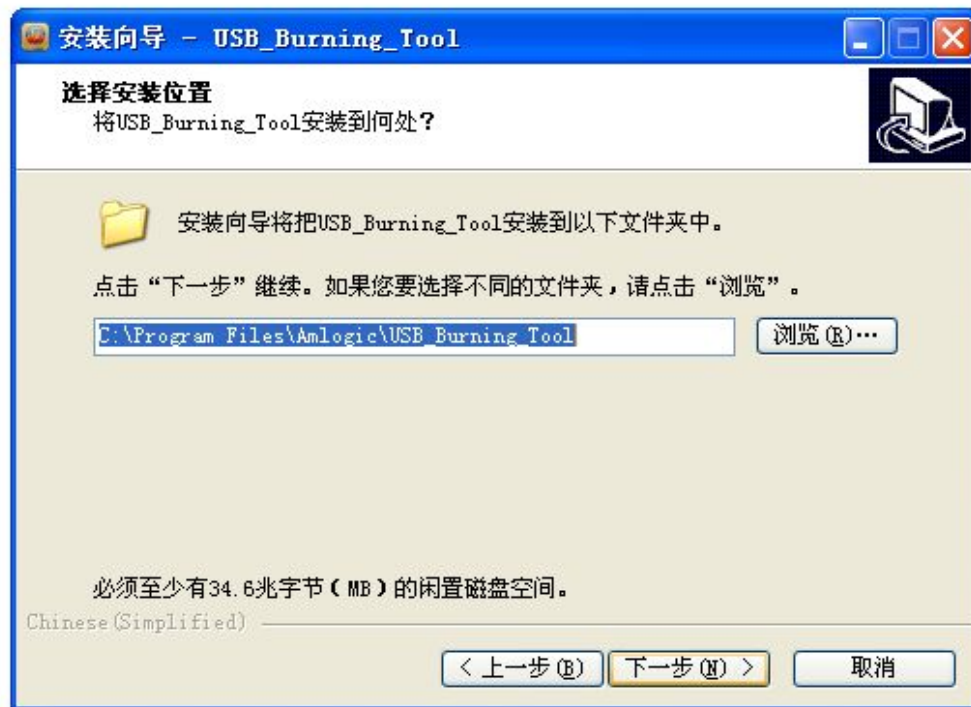 安装向导 - USB_Burning_Tool
选择安装位置
将USB_Burning_Tool安装到何处?
安装向导将把USB_Burning_Tool安装到以下文件夹中。
点击“下一步”继续。如果您要选择不同的文件夹，请点击“浏览”。
C:\Program Files\Amlogic\USB_Burning_Tool
浏览(R)…
必须至少有34.6兆字节(MB)的闲置磁盘空间。
Chinese(Simplified)
< 上一步(B)
下一步(N) >
取消